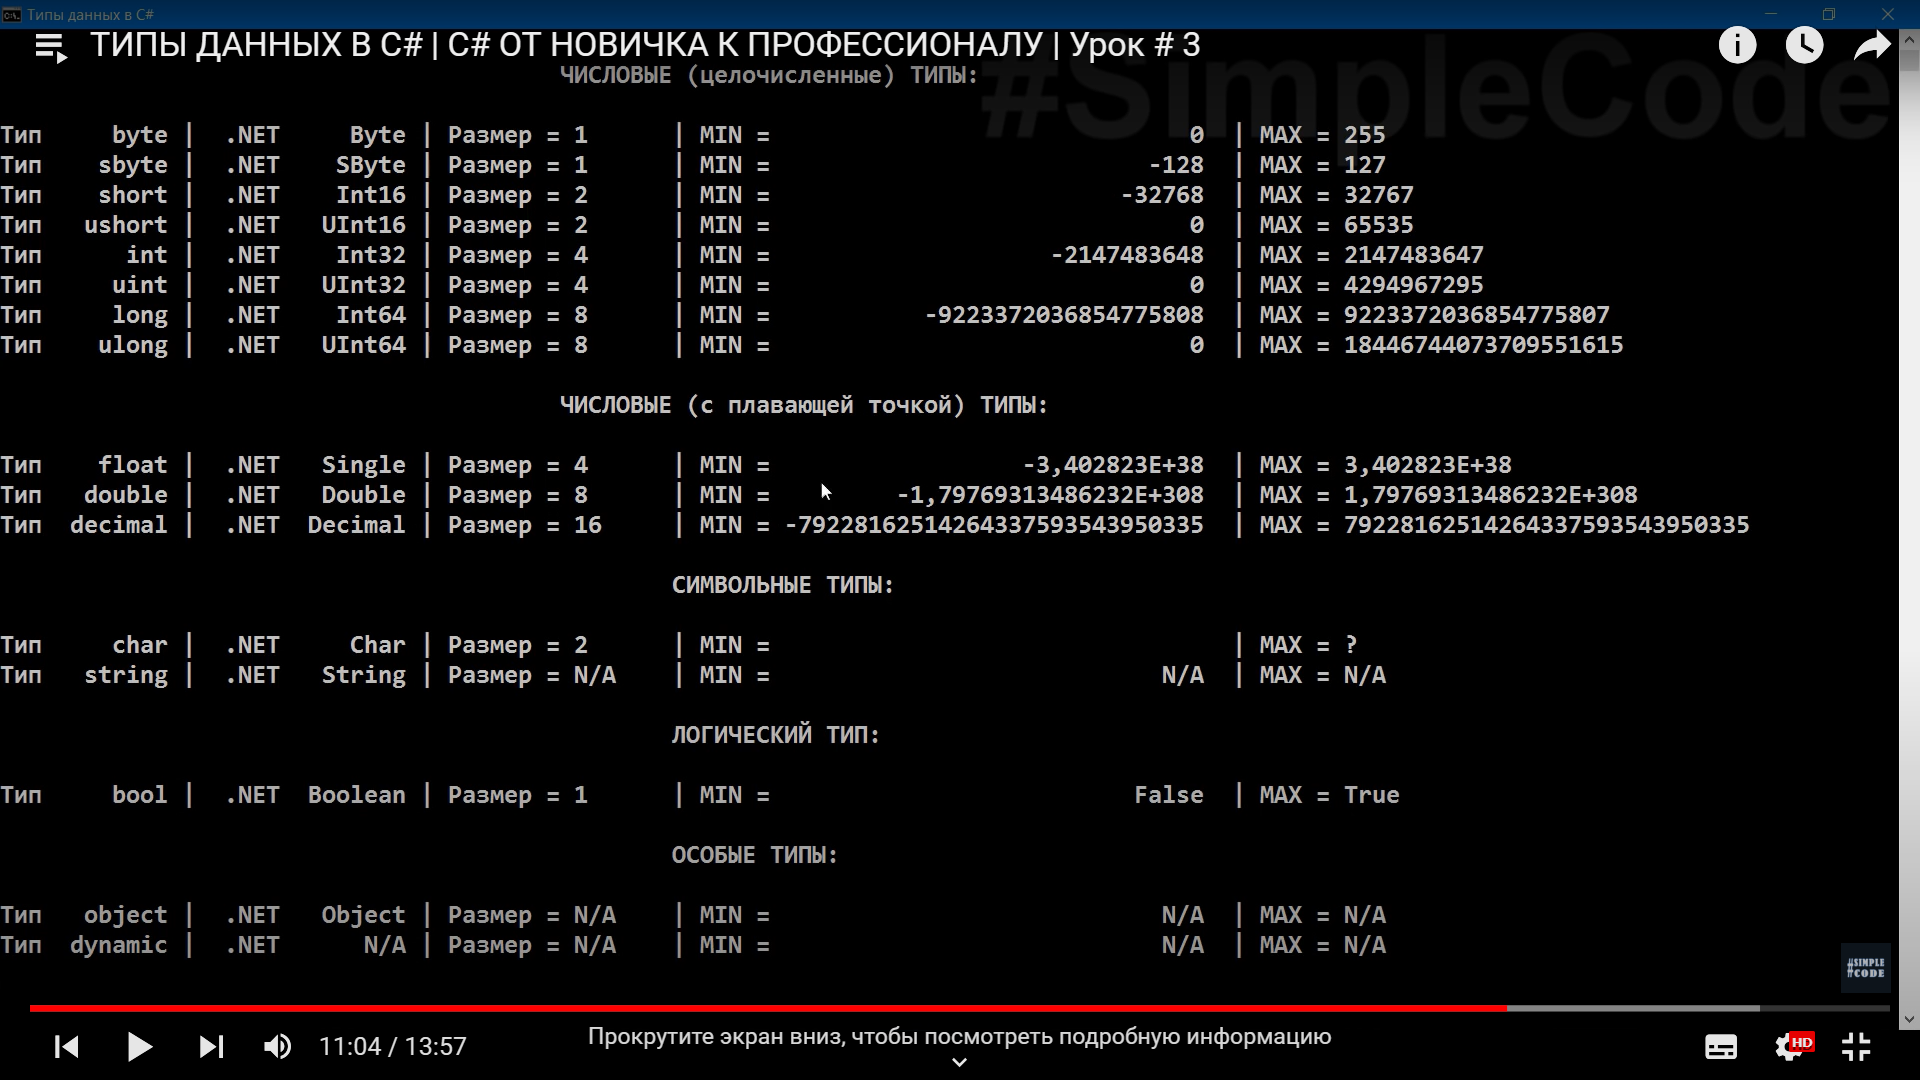 Типы данных в C#
ТИПЫ ДАННЫХ В C# | C# ОТ НОВИЧКА К ПРОФЕССИОНАЛУ | Урок # 3
#SimpleCode
ЧИСЛОВЫЕ (целочисленные) ТИПЫ:
Тип byte | .NET Byte | Размер = 1 | MIN = 0 | MAX = 255
Тип sbyte | .NET SByte | Размер = 1 | MIN = -128 | MAX = 127
Тип short | .NET Int16 | Размер = 2 | MIN = -32768 | MAX = 32767
Тип ushort | .NET UInt16 | Размер = 2 | MIN = 0 | MAX = 65535
Тип int | .NET Int32 | Размер = 4 | MIN = -2147483648 | MAX = 2147483647
Тип uint | .NET UInt32 | Размер = 4 | MIN = 0 | MAX = 4294967295
Тип long | .NET Int64 | Размер = 8 | MIN = -9223372036854775808 | MAX = 9223372036854775807
Тип ulong | .NET UInt64 | Размер = 8 | MIN = 0 | MAX = 18446744073709551615
ЧИСЛОВЫЕ (с плавающей точкой) ТИПЫ:
Тип float | .NET Single | Размер = 4 | MIN = -3,402823E+38 | MAX = 3,402823E+38
Тип double | .NET Double | Размер = 8 | MIN = -1,79769313486232E+308 | MAX = 1,79769313486232E+308
Тип decimal | .NET Decimal | Размер = 16 | MIN = -79228162514264337593543950335 | MAX = 79228162514264337593543950335
СИМВОЛЬНЫЕ ТИПЫ:
Тип char | .NET Char | Размер = 2 | MIN = | MAX = ?
Тип string | .NET String | Размер = N/A | MIN = N/A | MAX = N/A
ЛОГИЧЕСКИЙ ТИП:
Тип bool | .NET Boolean | Размер = 1 | MIN = False | MAX = True
ОСОБЫЕ ТИПЫ:
Тип object | .NET Object | Размер = N/A | MIN = N/A | MAX = N/A
Тип dynamic | .NET N/A | Размер = N/A | MIN = N/A | MAX = N/A
#SIMPLE
#CODE
11:04 / 13:57
Прокрутите экран вниз, чтобы посмотреть подробную информацию
HD